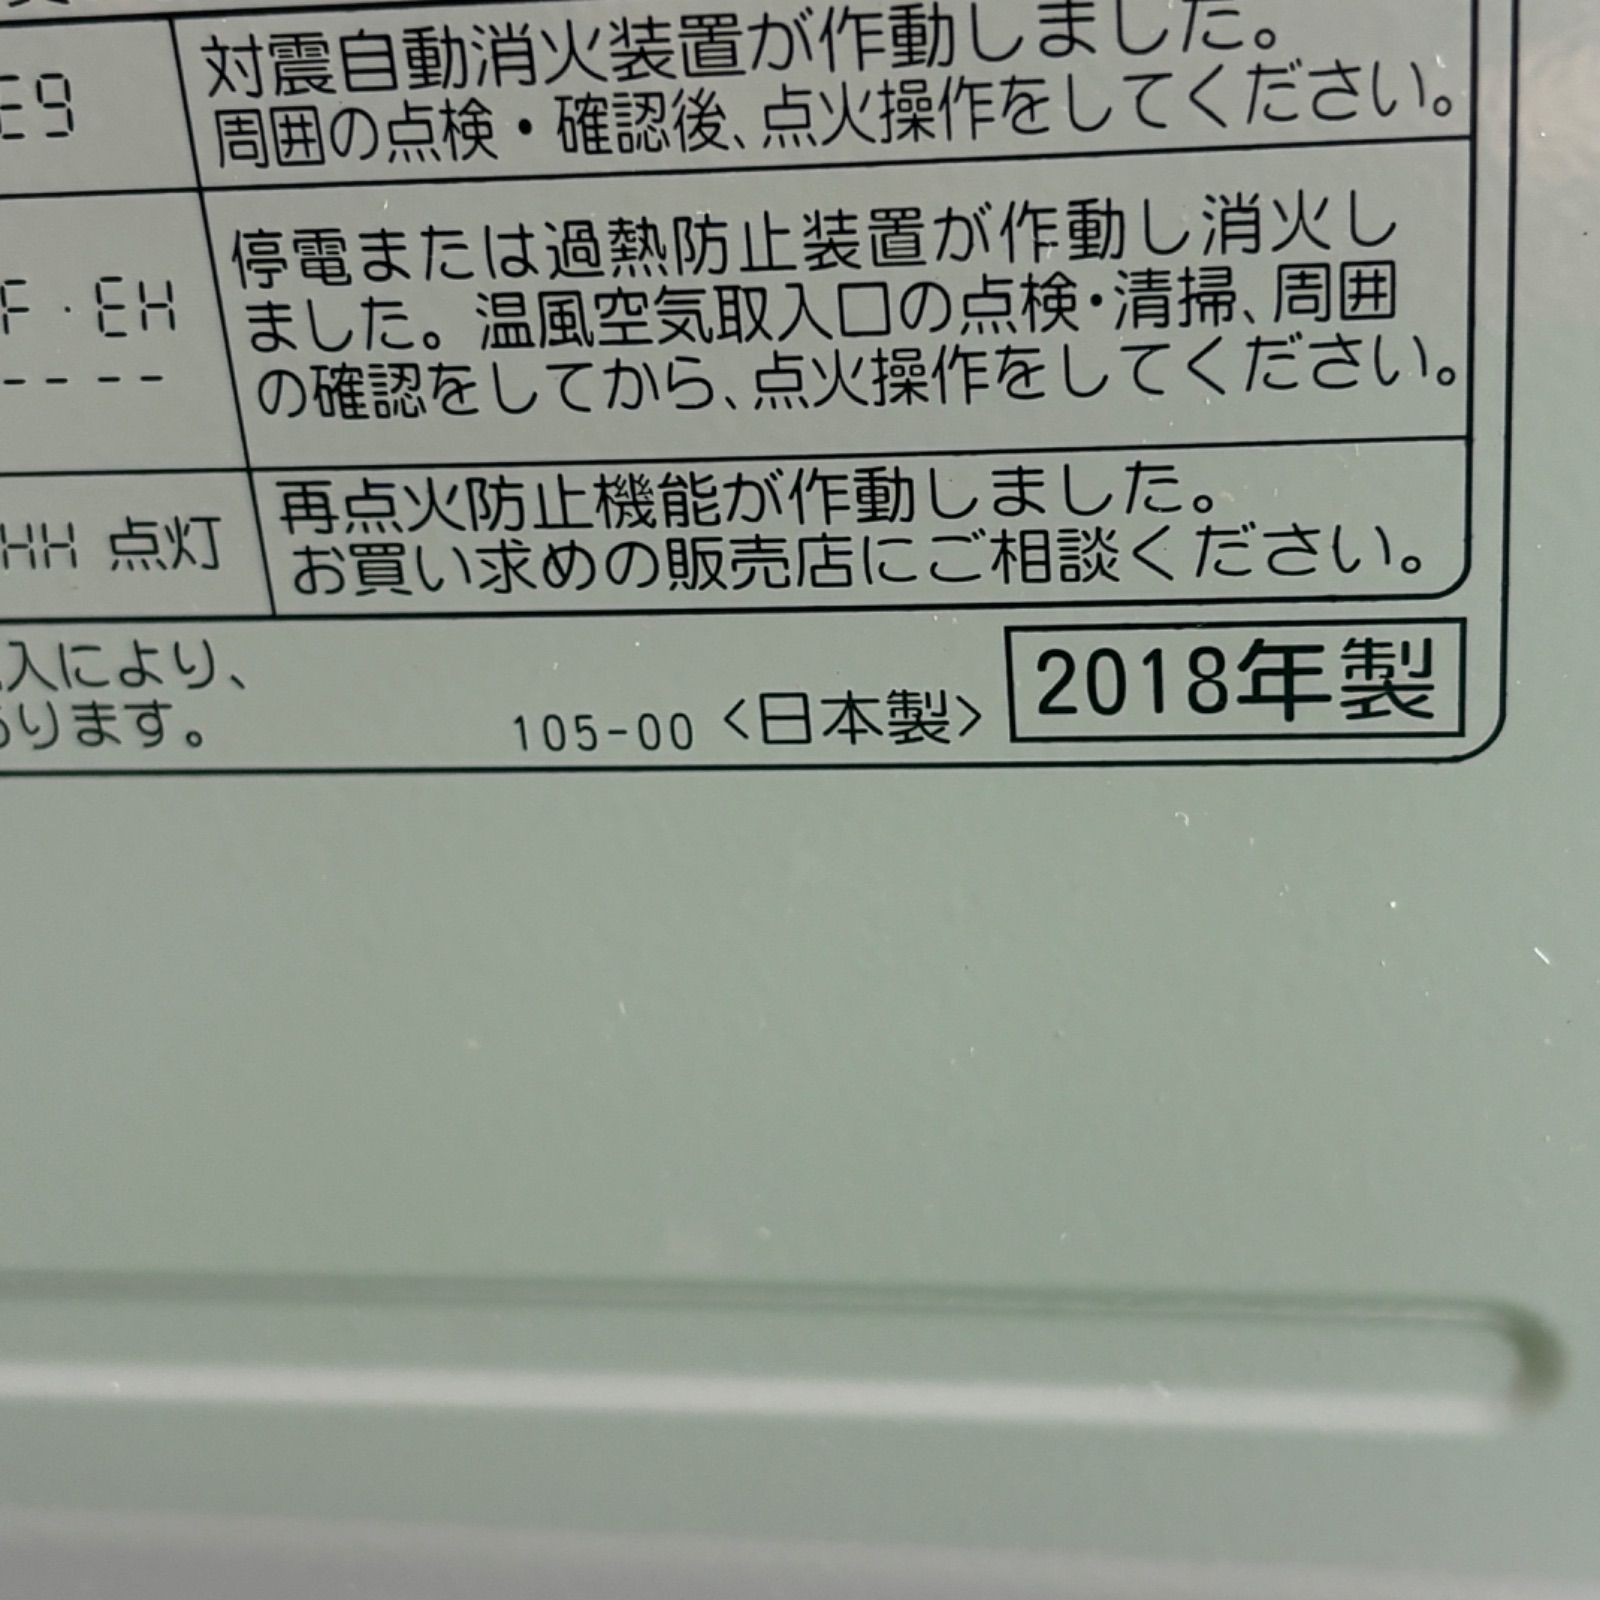 E9
対震自動消火装置が作動しました。
周囲の点検・確認後、点火操作をしてください。
F・EH
----
停電または過熱防止装置が作動し消火し
ました。温風空気取入口の点検・清掃、周囲
の確認をしてから、点火操作をしてください。
HH 点灯
再点火防止機能が作動しました。
お買い求めの販売店にご相談ください。
入により、
あります。
105-00 <日本製> 2018年製